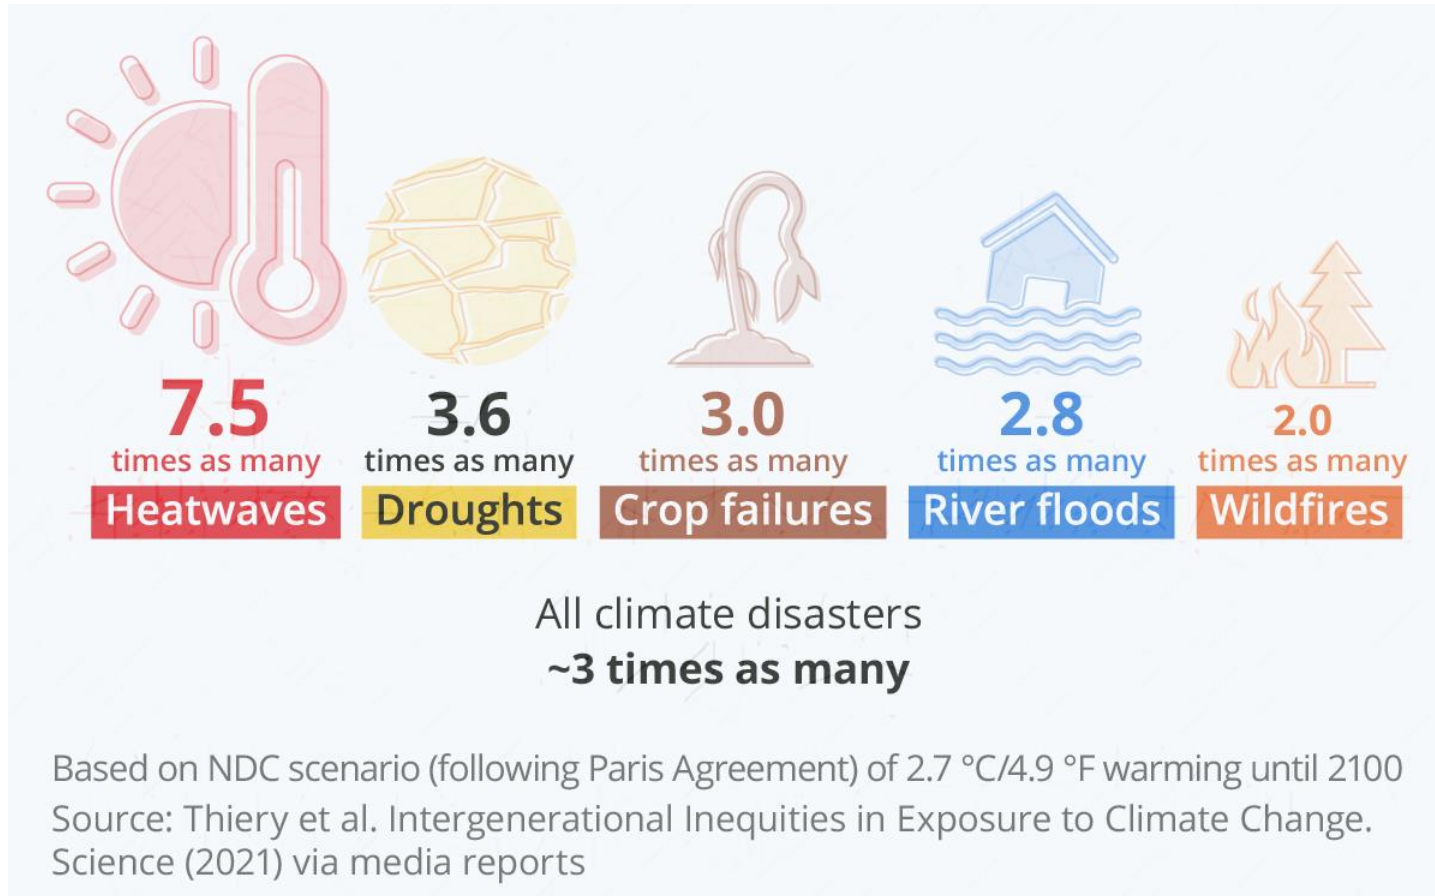 7.5
times as many
Heatwaves
3.6
times as many
Droughts
3.0
times as many
Crop failures
2.8
times as many
River floods
2.0
times as many
Wildfires
All climate disasters
~3 times as many
Based on NDC scenario (following Paris Agreement) of 2.7 °C/4.9 °F warming until 2100
Source: Thiery et al. Intergenerational Inequities in Exposure to Climate Change.
Science (2021) via media reports